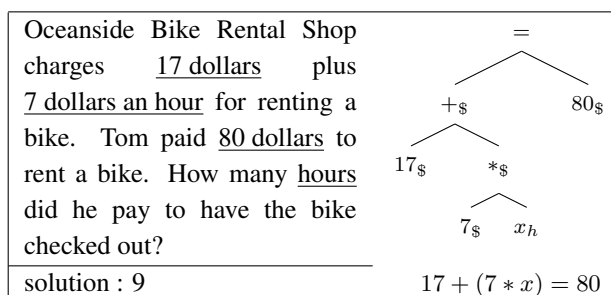 Oceanside Bike Rental Shop
charges 17 dollars plus
7 dollars an hour for renting a
bike. Tom paid 80 dollars to
rent a bike. How many hours
did he pay to have the bike
checked out?
solution : 9
=
+$ 80$
17$ *$
7$ xh
17 + (7 * x) = 80